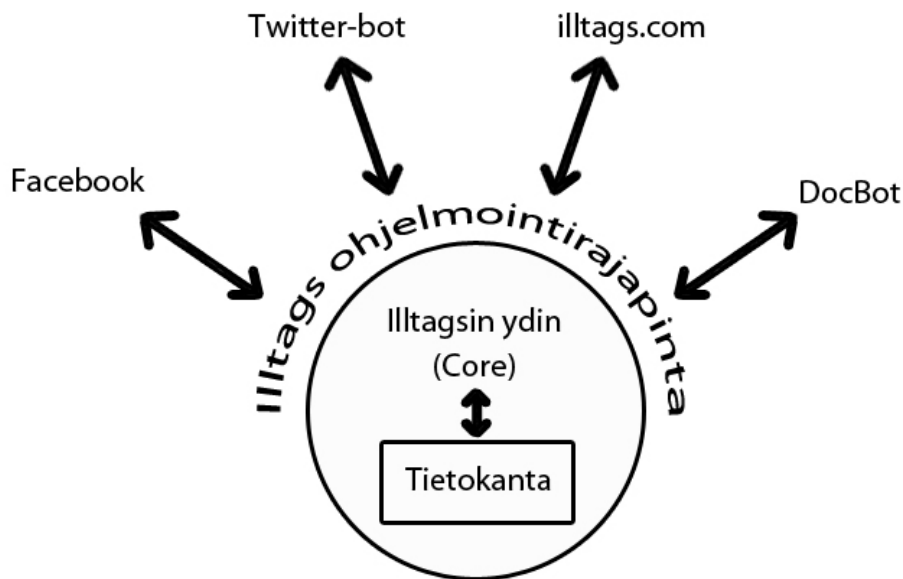 Twitter-bot
illtags.com
Facebook
DocBot
Illtags ohjelmointirajapinta
Illtagsin ydin
(Core)
Tietokanta